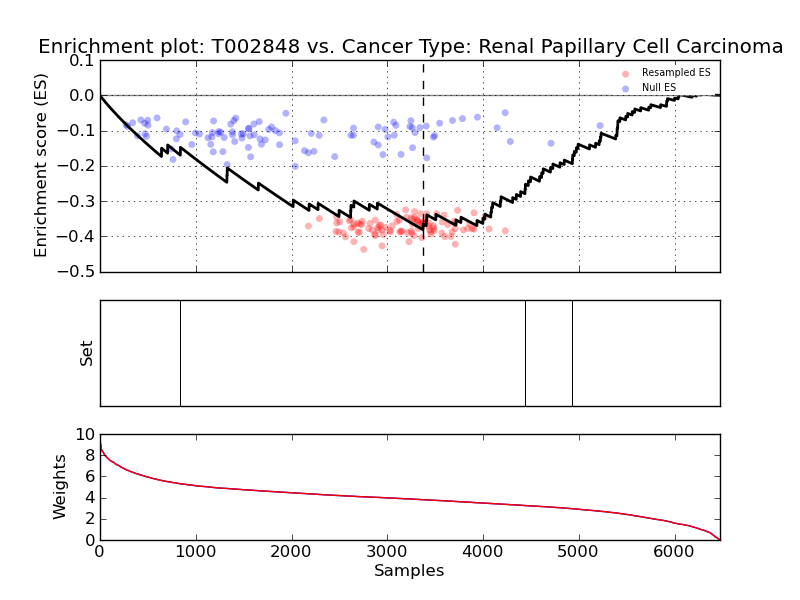 Enrichment plot: T002848 vs. Cancer Type: Renal Papillary Cell Carcinoma
0.1
0.0
−0.1
−0.2
−0.3
−0.4
−0.5
Enrichment score (ES)
Resampled ES
Null ES
Set
10
8
6
4
2
0
Weights
0 1000 2000 3000 4000 5000 6000
Samples